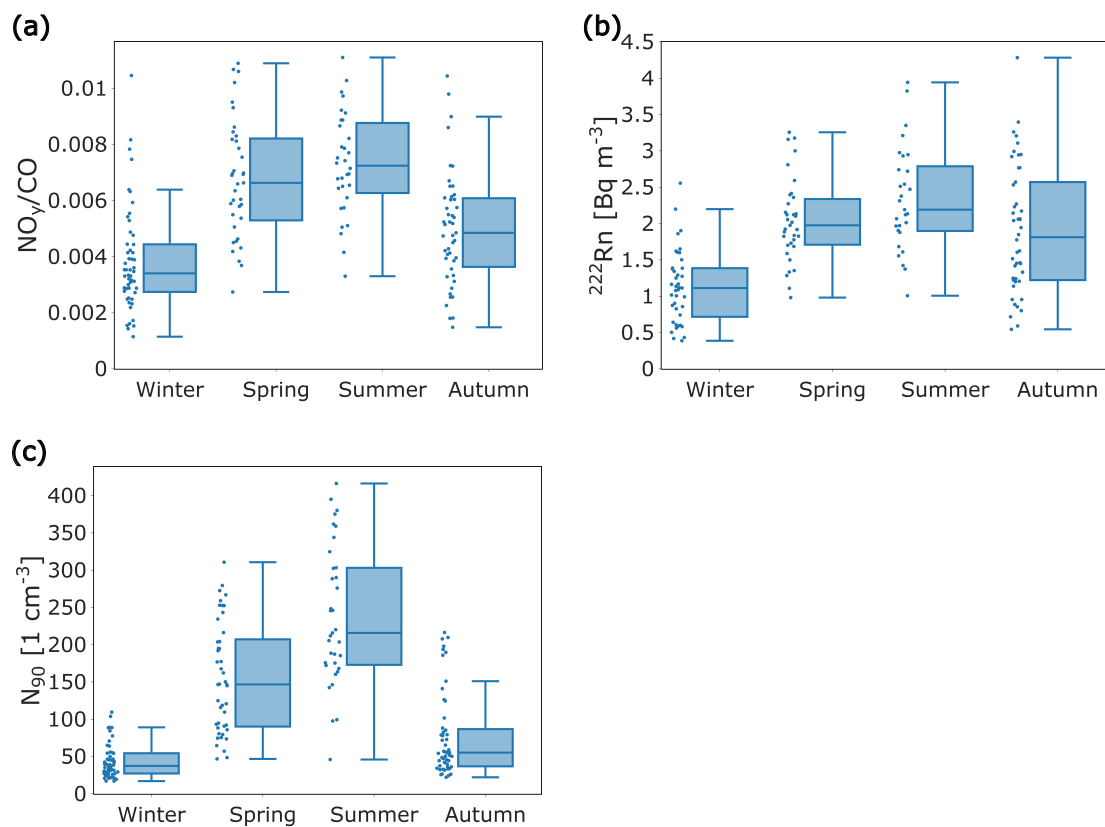 (a)
NOy/CO
0.01
0.008
0.006
0.004
0.002
0
Winter Spring Summer Autumn
(b)
222Rn [Bq m-3]
4.5
4
3.5
3
2.5
2
1.5
1
0.5
0
Winter Spring Summer Autumn
(c)
N90 [1 cm-3]
400
350
300
250
200
150
100
50
0
Winter Spring Summer Autumn